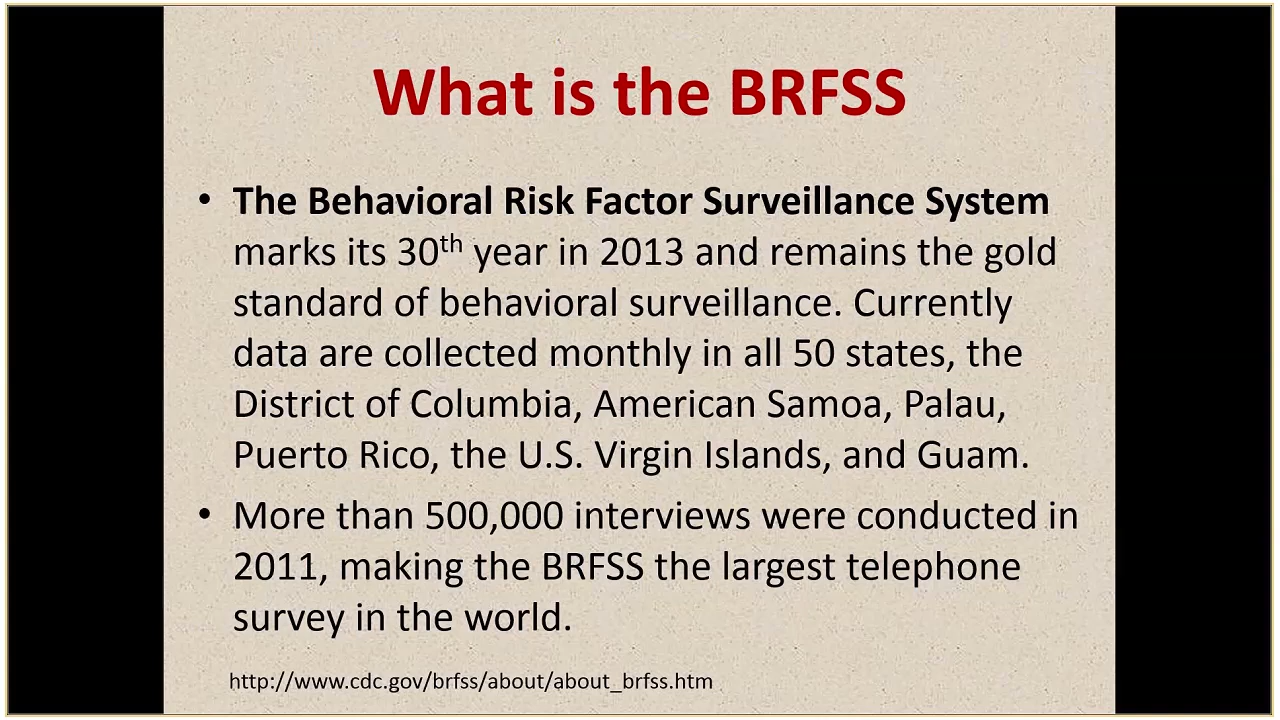 What is the BRFSS
• The Behavioral Risk Factor Surveillance System
marks its 30th year in 2013 and remains the gold
standard of behavioral surveillance. Currently
data are collected monthly in all 50 states, the
District of Columbia, American Samoa, Palau,
Puerto Rico, the U.S. Virgin Islands, and Guam.
• More than 500,000 interviews were conducted in
2011, making the BRFSS the largest telephone
survey in the world.
http://www.cdc.gov/brfss/about/about_brfss.htm